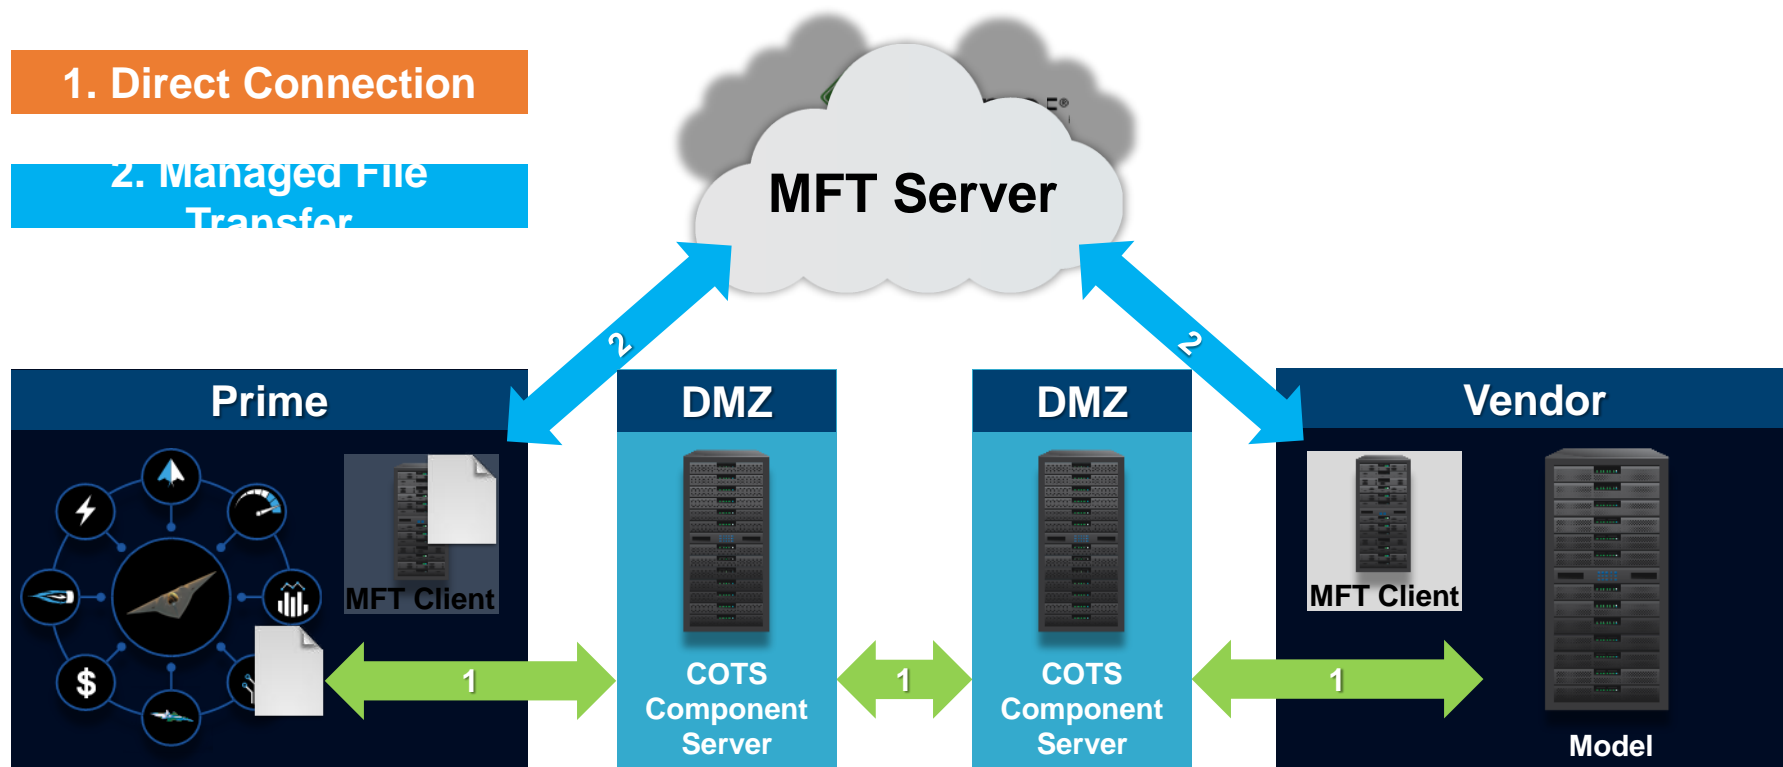 1. Direct Connection
2. Managed File
Transfer
MFT Server
2
2
Prime
DMZ
DMZ
Vendor
$
MFT Client
MFT Client
1
1
1
COTS
Component
Server
COTS
Component
Server
Model